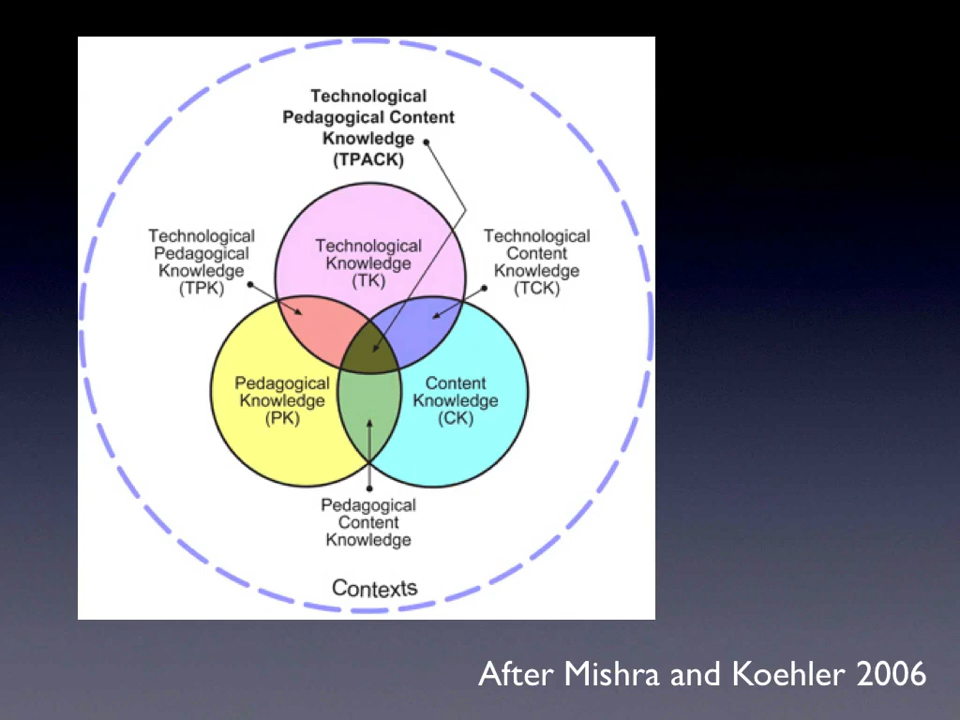 Technological
Pedagogical Content
Knowledge
(TPACK)
Technological
Pedagogical
Knowledge
(TPK)
Technological
Knowledge
(TK)
Technological
Content
Knowledge
(TCK)
Pedagogical
Knowledge
(PK)
Content
Knowledge
(CK)
Pedagogical
Content
Knowledge
Contexts
After Mishra and Koehler 2006